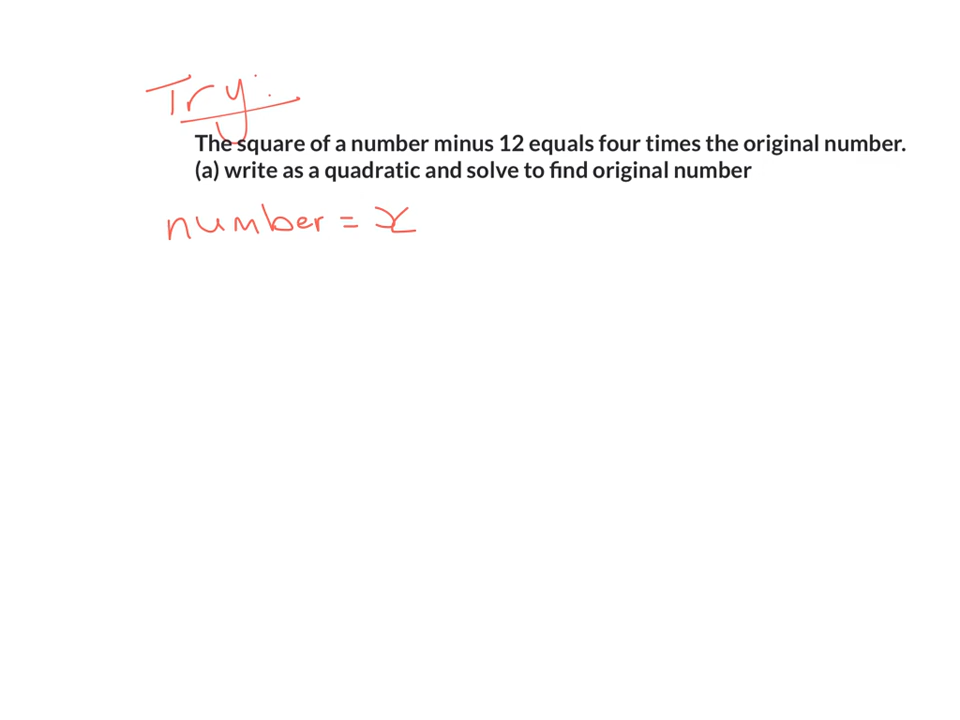 Try:
The square of a number minus 12 equals four times the original number.
(a) write as a quadratic and solve to find original number
number = x